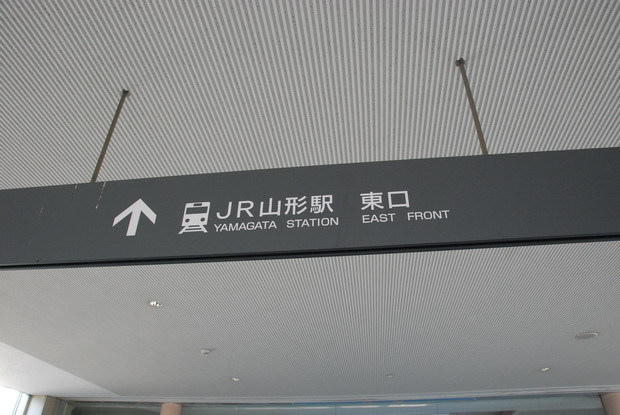 JR山形駅 東口
YAMAGATA STATION EAST FRONT